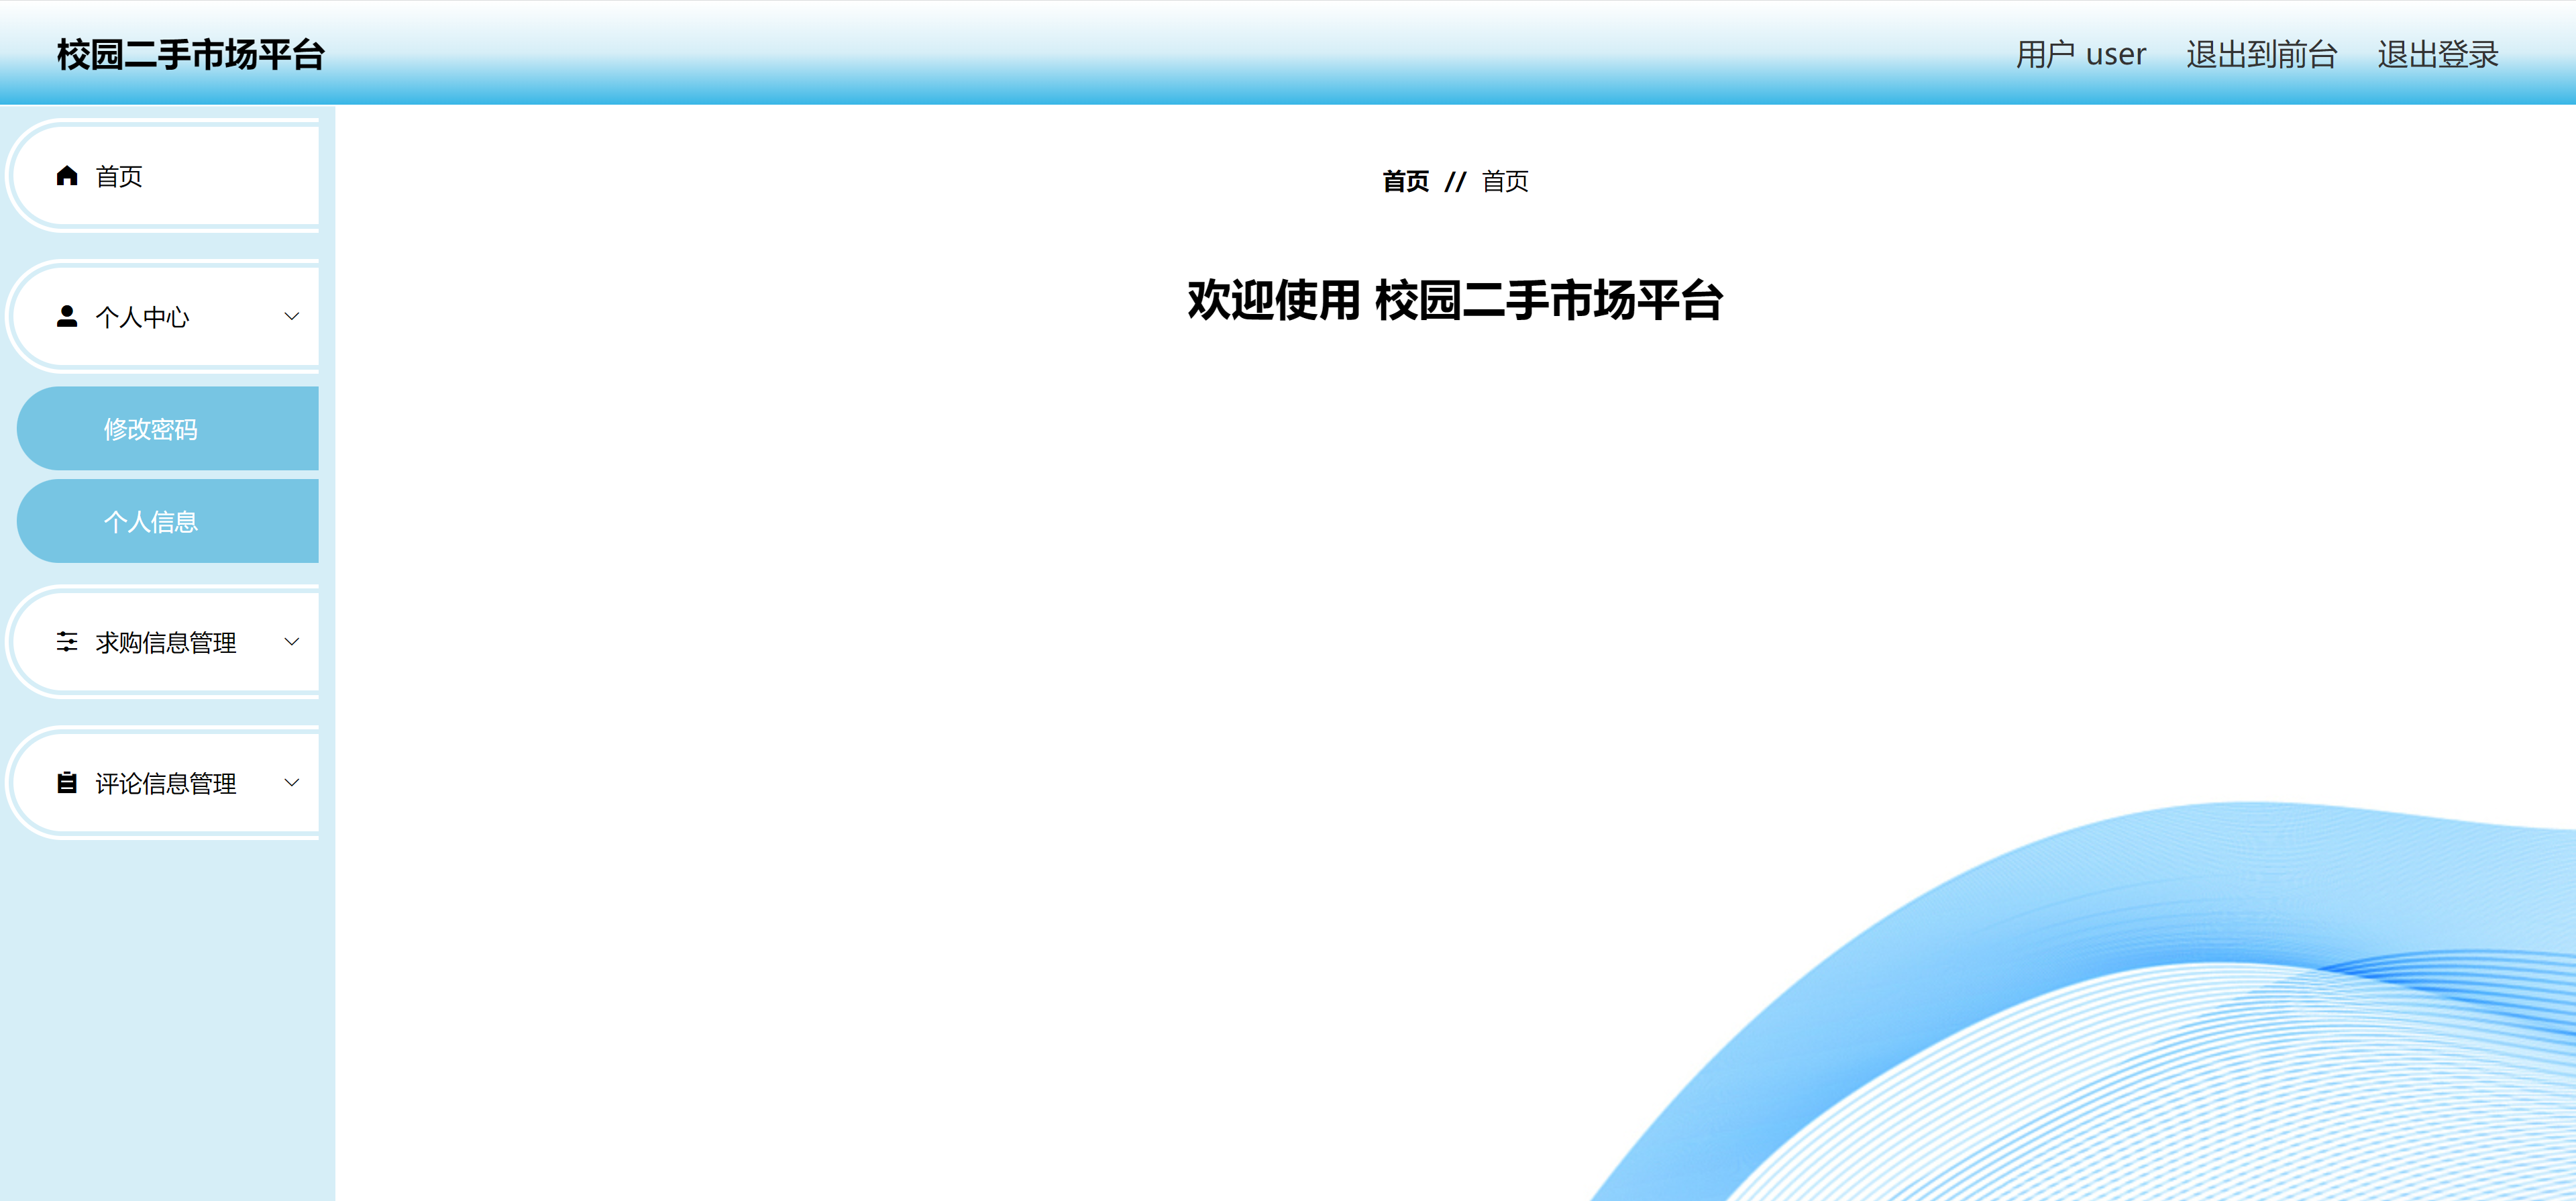 校园二手市场平台
用户 user 退出到前台 退出登录
首页
个人中心
修改密码
个人信息
求购信息管理
评论信息管理
首页 // 首页
欢迎使用 校园二手市场平台